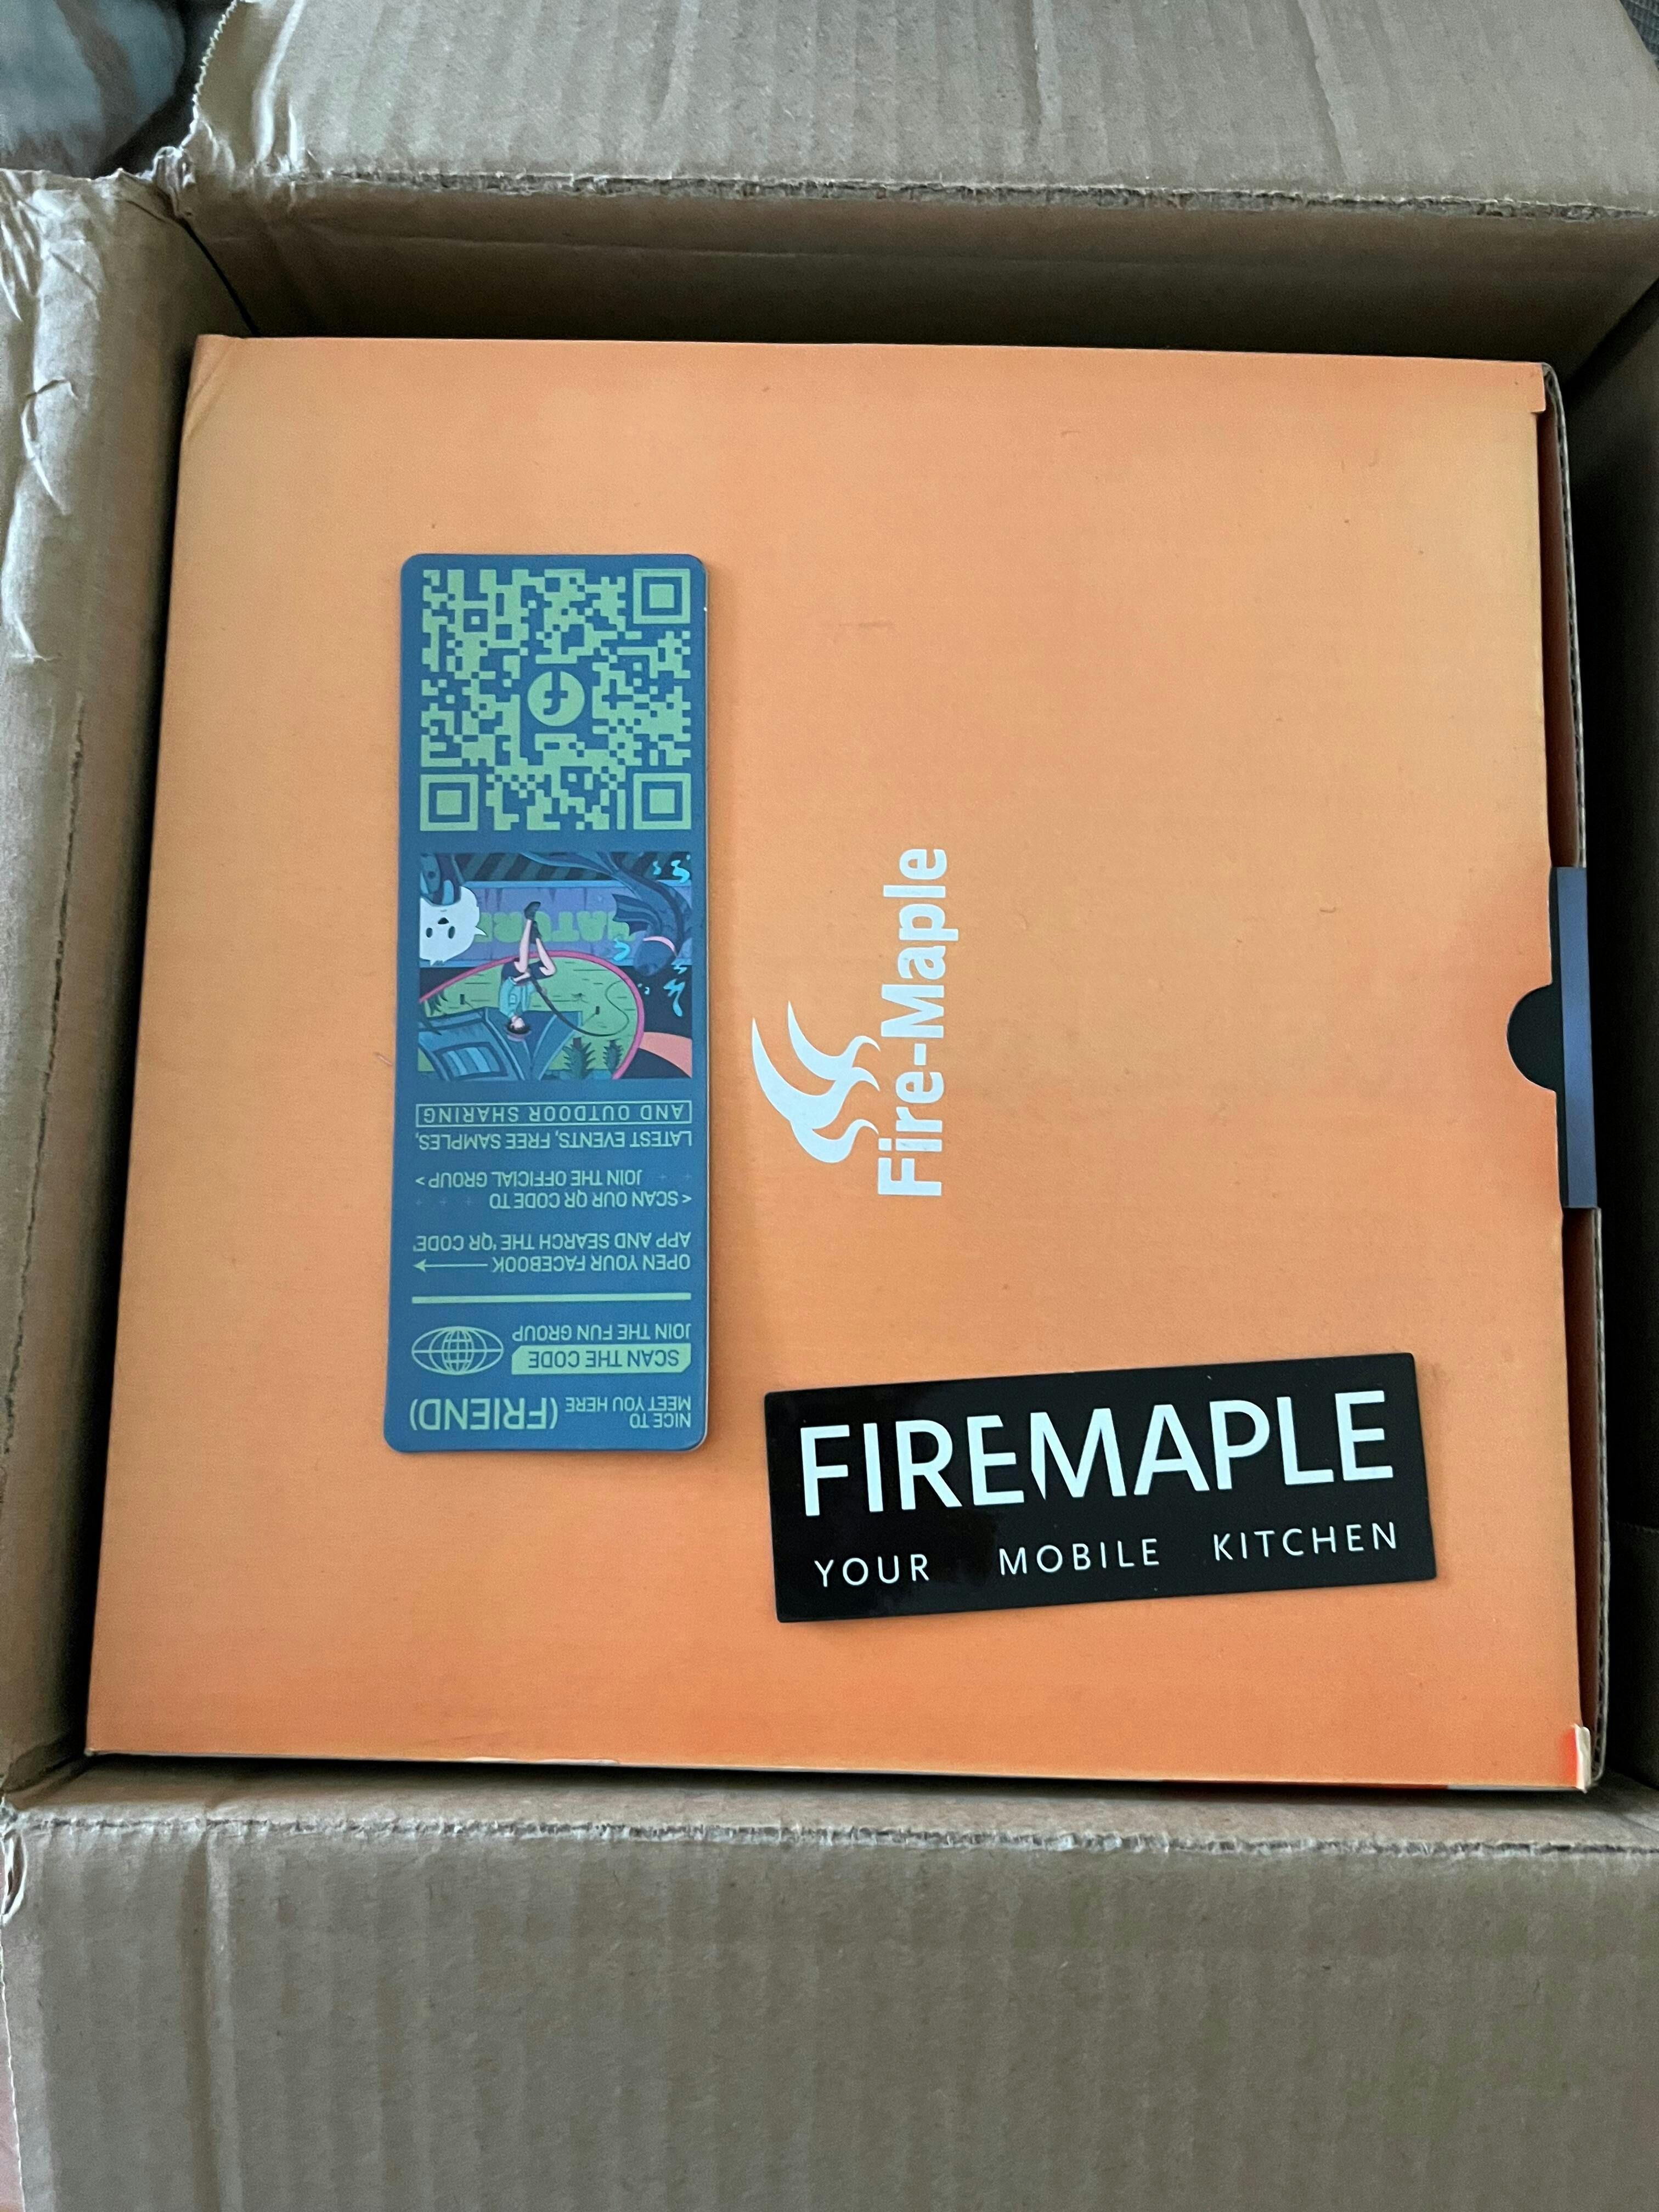 NICE TO
MEET YOU HERE
(FRIEND)
SCAN THE CODE
JOIN THE FUN GROUP
OPEN YOUR FACEBOOK
APP AND SEARCH THE 'QR CODE'
< SCAN OUR QR CODE TO
JOIN THE OFFICIAL GROUP >
LATEST EVENTS, FREE SAMPLES,
AND OUTDOOR SHARING
Fire-Maple
FIREMAPLE
YOUR MOBILE KITCHEN